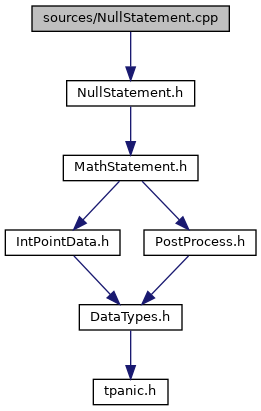 sources/NullStatement.cpp
NullStatement.h
MathStatement.h
IntPointData.h
PostProcess.h
DataTypes.h
tpanic.h